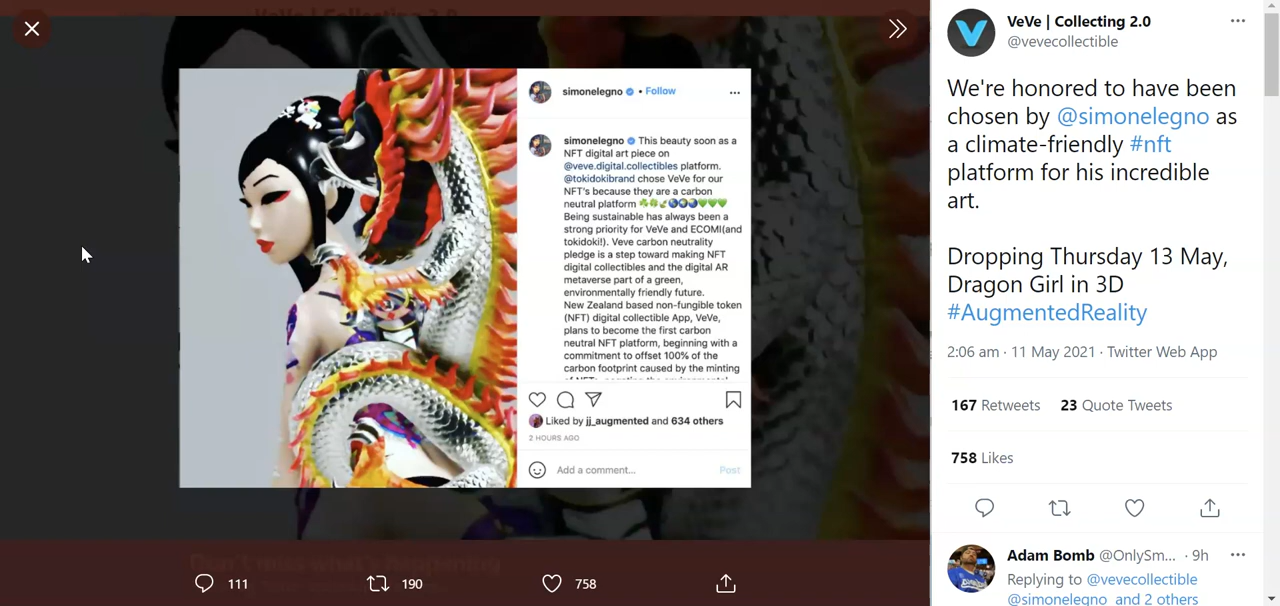 simonelegno • Follow
simonelegno This beauty soon as a
NFT digital art piece on
@veve.digital.collectibles platform.
@tokidokibrand chose VeVe for our
NFT's because they are a carbon
neutral platform ☘️🍀🍃🌎🌍🌏💚💚💚
Being sustainable has always been a
strong priority for VeVe and ECOMI(and
tokidoki!). Veve carbon neutrality
pledge is a step toward making NFT
digital collectibles and the digital AR
metaverse part of a green,
environmentally friendly future.
New Zealand based non-fungible token
(NFT) digital collectible App, VeVe,
plans to become the first carbon
neutral NFT platform, beginning with a
commitment to offset 100% of the
carbon footprint caused by the minting
Liked by jj_augmented and 634 others
2 HOURS AGO
Add a comment... Post
111 190 758
VeVe | Collecting 2.0
@vevecollectible
We're honored to have been
chosen by @simonelegno as
a climate-friendly #nft
platform for his incredible
art.
Dropping Thursday 13 May,
Dragon Girl in 3D
#AugmentedReality
2:06 am · 11 May 2021 · Twitter Web App
167 Retweets 23 Quote Tweets
758 Likes
Adam Bomb @OnlySm... · 9h
Replying to @vevecollectible
@simonelegno and 2 others